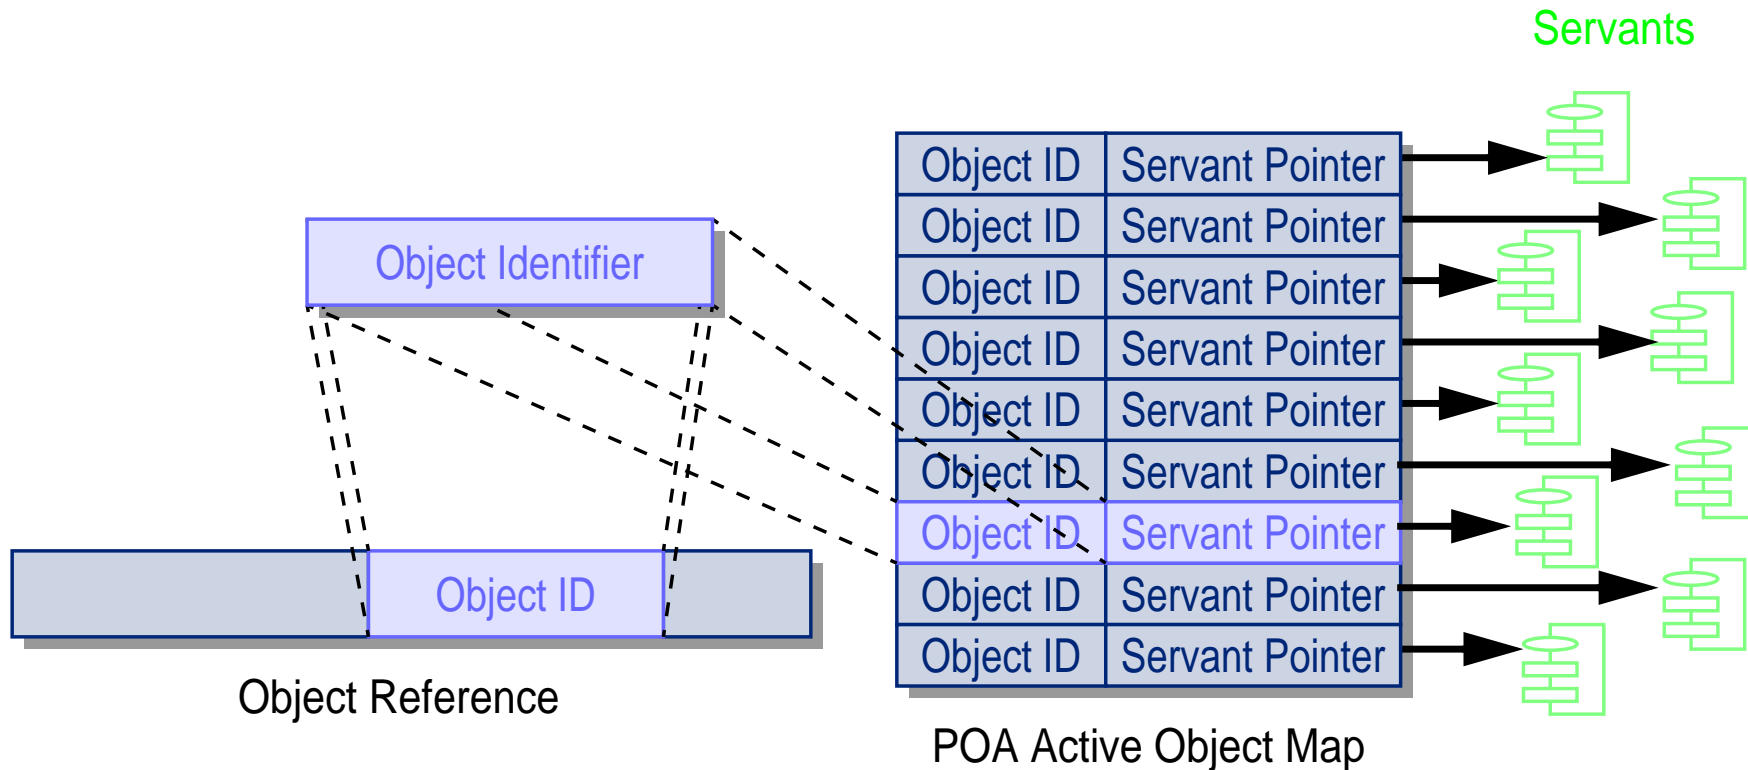 Servants
Object ID Servant Pointer
Object ID Servant Pointer
Object Identifier
Object ID Servant Pointer
Object ID Servant Pointer
Object ID Servant Pointer
Object ID Servant Pointer
Object ID Servant Pointer
Object ID
Object ID Servant Pointer
Object ID Servant Pointer
Object Reference
POA Active Object Map